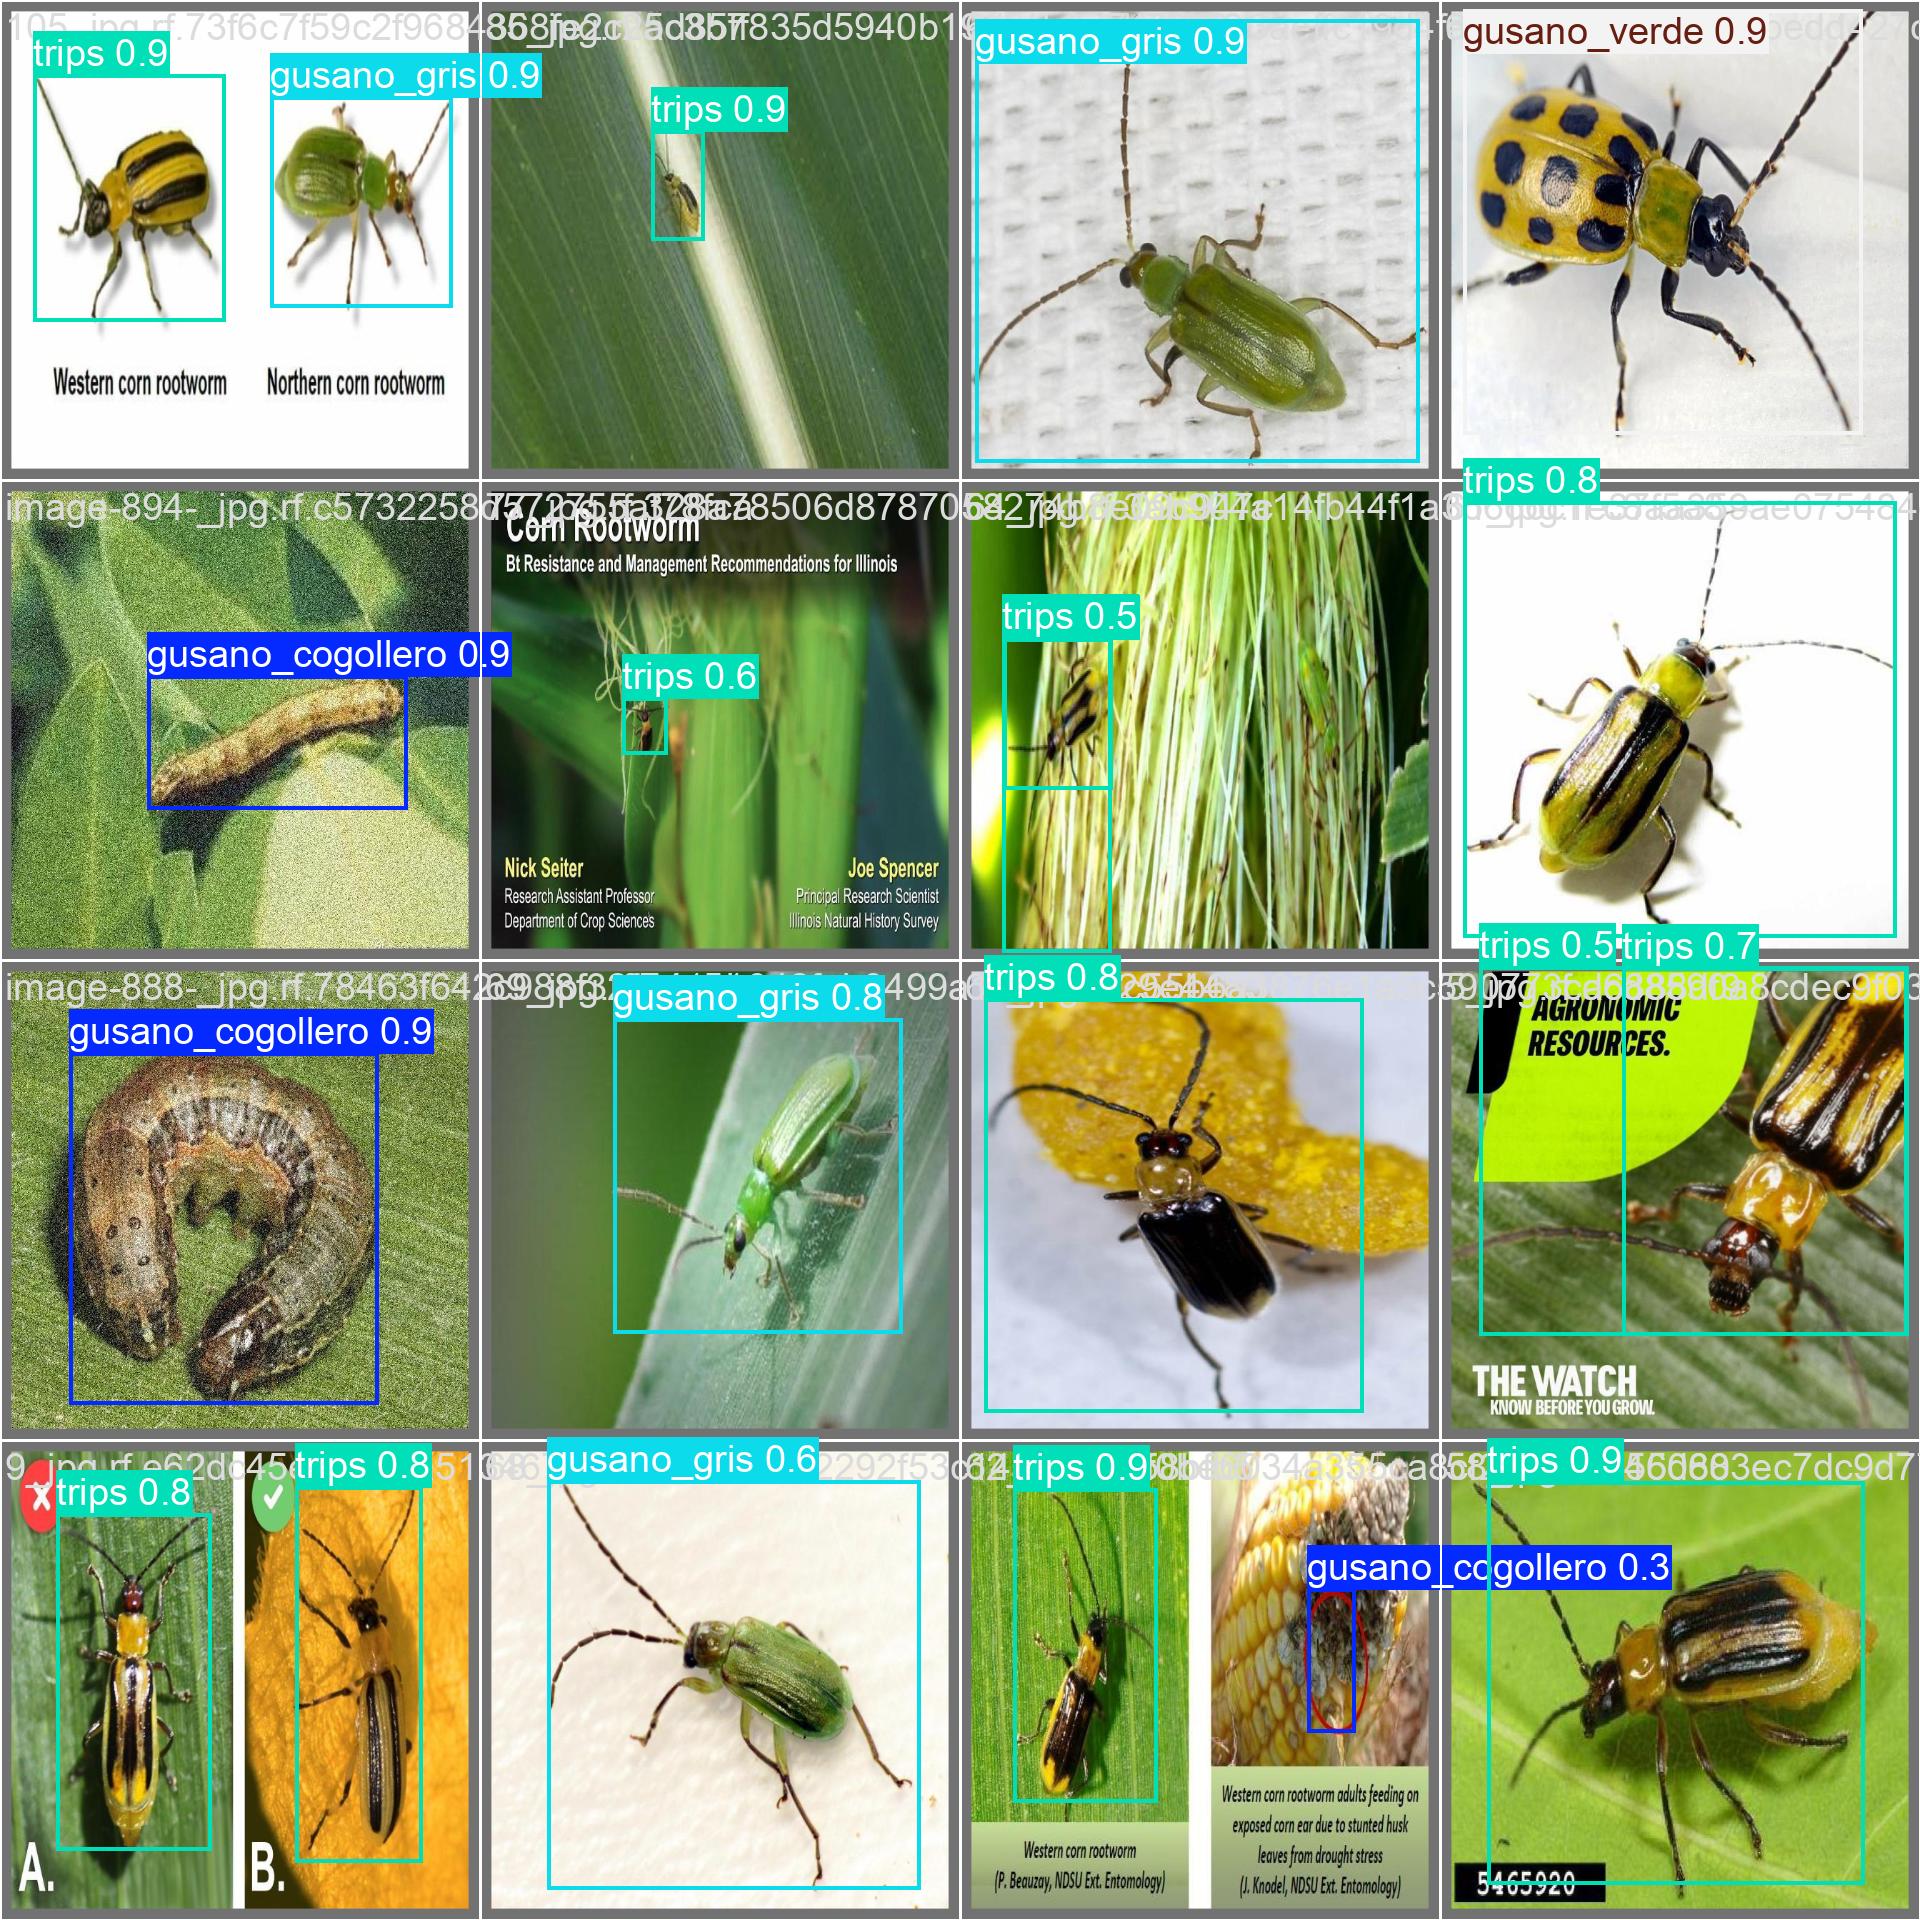 trips 0.9
gusano_gris 0.9
Western corn rootworm
Northern corn rootworm
trips 0.9
gusano_gris 0.9
gusano_verde 0.9
gusano_cogollero 0.9
Corn Rootworm
Bt Resistance and Management Recommendations for Illinois
trips 0.6
Nick Seiter
Research Assistant Professor
Department of Crop Sciences
Joe Spencer
Principal Research Scientist
Illinois Natural History Survey
trips 0.5
trips 0.8
gusano_cogollero 0.9
gusano_gris 0.8
trips 0.8
trips 0.5
trips 0.7
AGRONOMIC
RESOURCES.
THE WATCH
KNOW BEFORE YOU GROW.
trips 0.8
trips 0.8
A.
B.
gusano_gris 0.6
trips 0.9
gusano_cogollero 0.3
Western corn rootworm
(P. Beauzay, NDSU Ext. Entomology)
Western corn rootworm adults feeding on
exposed corn ear due to stunted husk
leaves from drought stress
(J. Knodel, NDSU Ext. Entomology)
trips 0.9
5465920